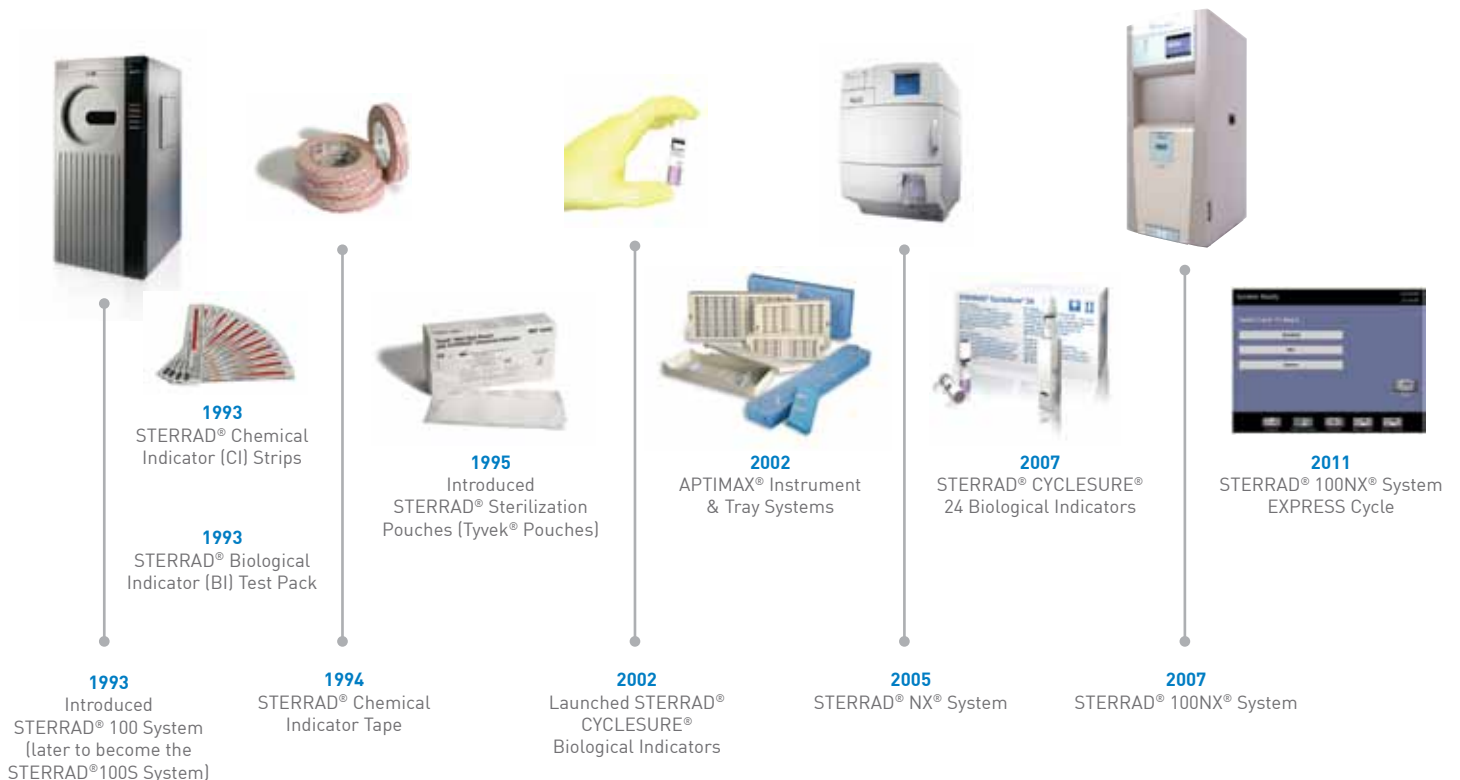 1993
STERRAD® Chemical
Indicator (CI) Strips
1993
STERRAD® Biological
Indicator (BI) Test Pack
1995
Introduced
STERRAD® Sterilization
Pouches (Tyvek® Pouches)
2002
APTIMAX® Instrument
& Tray Systems
2007
STERRAD® CYCLESURE®
24 Biological Indicators
2011
STERRAD® 100NX® System
EXPRESS Cycle
1993
Introduced
STERRAD® 100 System
(later to become the
STERRAD®100S System)
1994
STERRAD® Chemical
Indicator Tape
2002
Launched STERRAD®
CYCLESURE®
Biological Indicators
2005
STERRAD® NX® System
2007
STERRAD® 100NX® System
System Ready